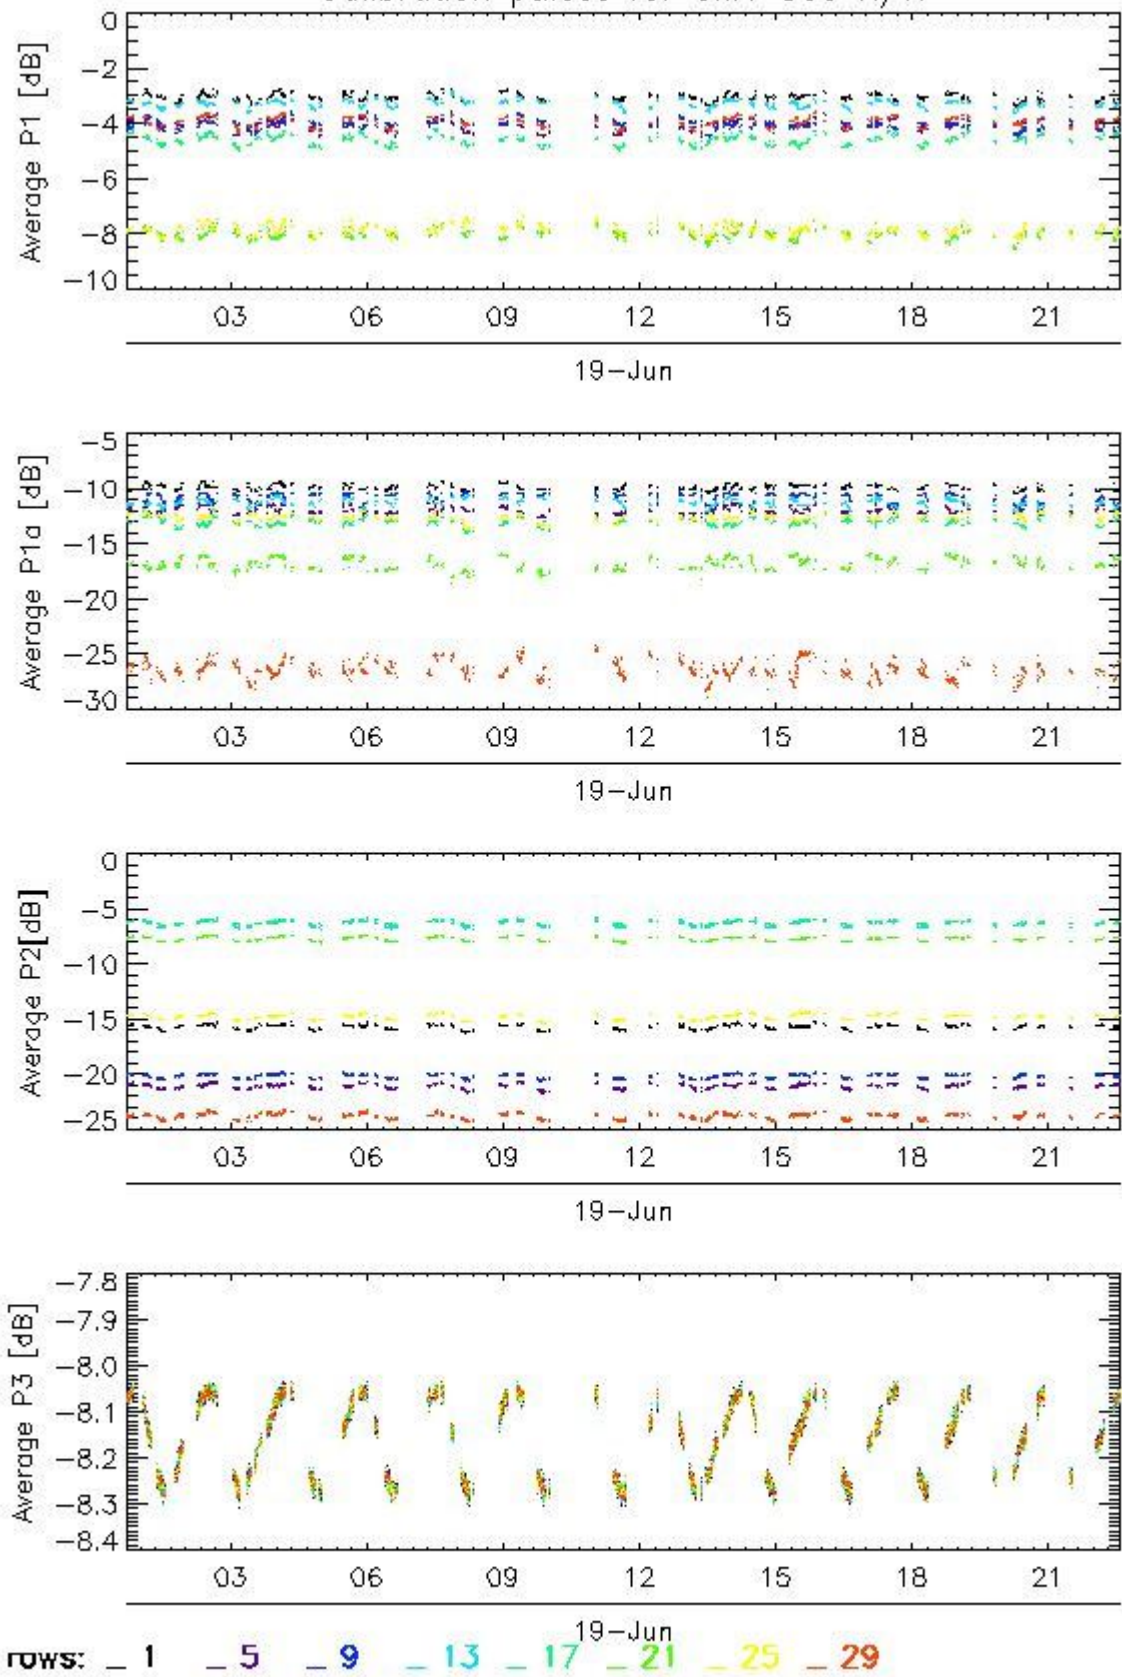 0
-2
-4
-6
-8
-10
Average P1 [dB]
03 06 09 12 15 18 21
19-Jun
-5
-10
-15
-20
-25
-30
Average P1a [dB]
03 06 09 12 15 18 21
19-Jun
0
-5
-10
-15
-20
-25
Average P2[dB]
03 06 09 12 15 18 21
19-Jun
-7.8
-7.9
-8.0
-8.1
-8.2
-8.3
-8.4
Average P3 [dB]
03 06 09 12 15 18 21
19-Jun
rows: _ 1 _ 5 _ 9 _ 13 _ 17 _ 21 _ 25 _ 29